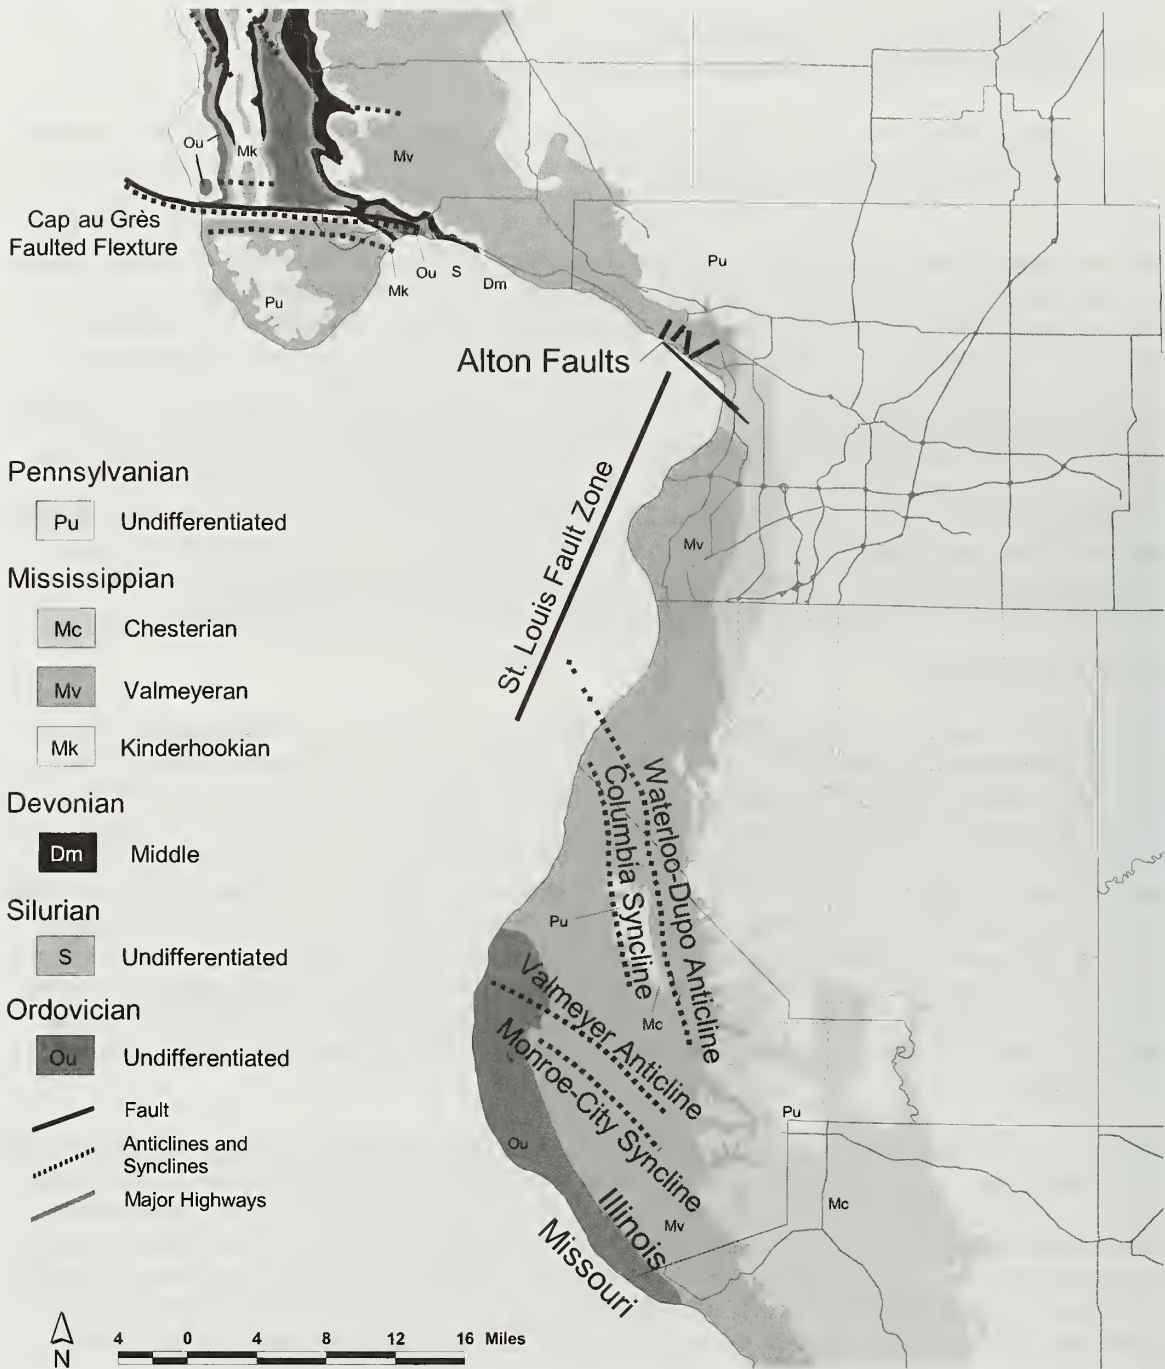 Ou
Mk
Mv
Cap au Grès
Faulted Flexture
Ou
S
Dm
Mk
Pu
Pu
Alton Faults
St. Louis Fault Zone
Mv
Pennsylvanian
Pu Undifferentiated
Mississippian
Mc Chesterian
Mv Valmeyeran
Mk Kinderhookian
Devonian
Dm Middle
Silurian
S Undifferentiated
Ordovician
Ou Undifferentiated
Fault
Anticlines and
Synclines
Major Highways
Waterloo-Dupo Anticline
Columbia Syncline
Pu
Mc
Valmeyer Anticline
Monroe-City Syncline
Ou
Pu
Mc
Mv
Illinois
Missouri
N
4 0 4 8 12 16 Miles